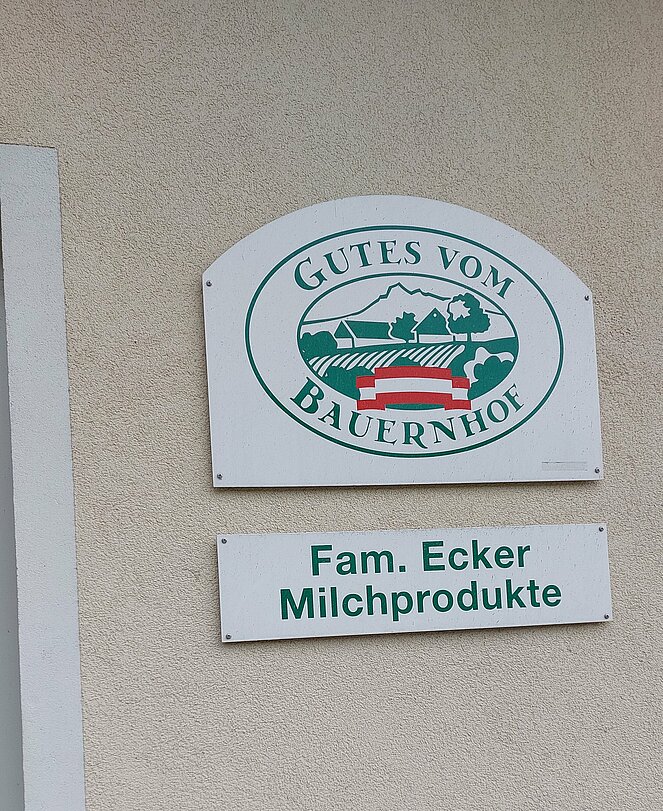 GUTES VOM
BAUERNHOF
Fam. Ecker
Milchprodukte